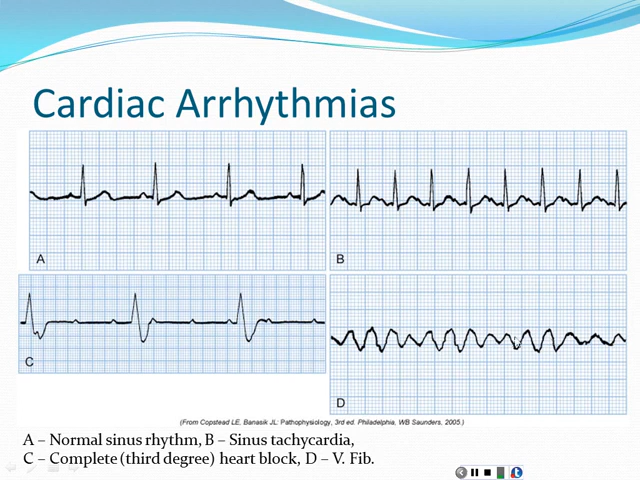 Cardiac Arrhythmias
A
B
C
D
(From Copstead LE, Banasik JL: Pathophysiology, 3rd ed. Philadelphia, WB Saunders, 2005.)
A – Normal sinus rhythm, B – Sinus tachycardia,
C – Complete (third degree) heart block, D – V. Fib.